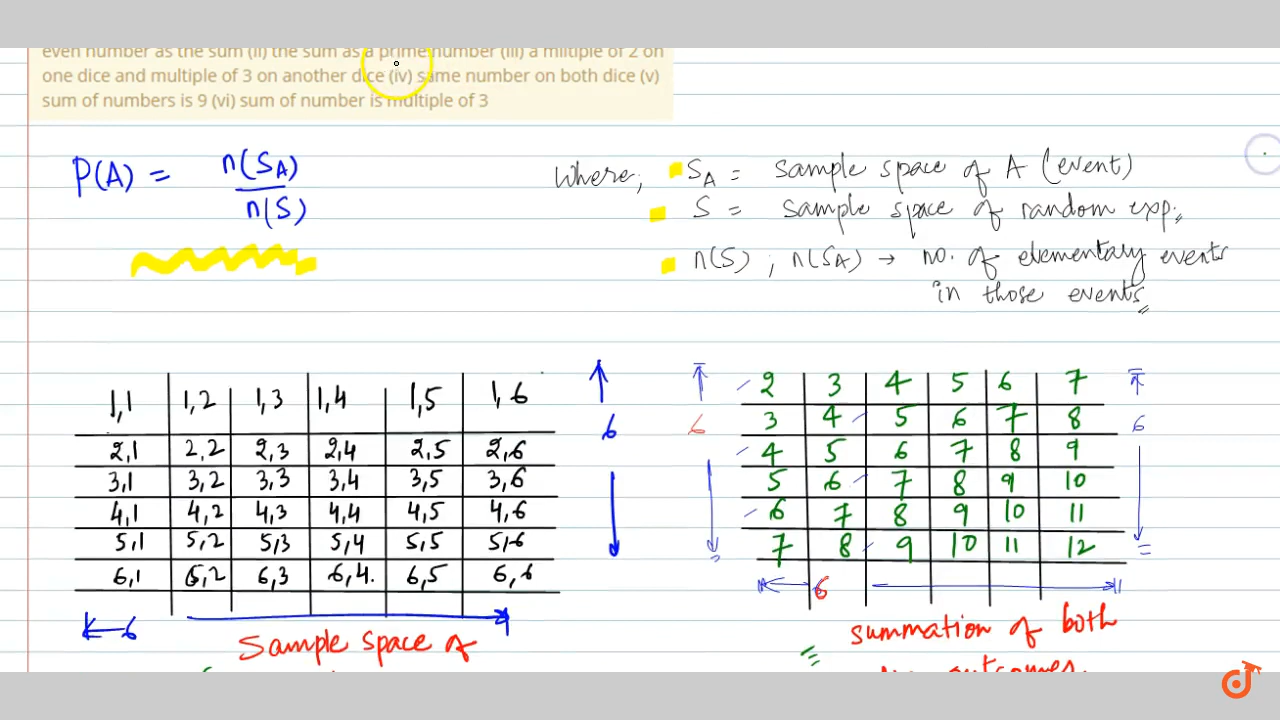 even number as the sum (ii) the sum as a prime number (iii) a miltiple of 2 on
one dice and multiple of 3 on another dice (iv) same number on both dice (v)
sum of numbers is 9 (vi) sum of number is multiple of 3
P(A) = n(SA) / n(S)
Where, SA = sample space of A (event)
S = sample space of random exp.
n(S) ; n(SA) → no. of elementary events
in those events
1,1 1,2 1,3 1,4 1,5 1,6
2,1 2,2 2,3 2,4 2,5 2,6
3,1 3,2 3,3 3,4 3,5 3,6
4,1 4,2 4,3 4,4 4,5 4,6
5,1 5,2 5,3 5,4 5,5 5,6
6,1 6,2 6,3 6,4. 6,5 6,6
6
6
Sample space of
6
2 3 4 5 6 7
3 4 5 6 7 8
4 5 6 7 8 9
5 6 7 8 9 10
6 7 8 9 10 11
7 8 9 10 11 12
6
6
summation of both
outcomes